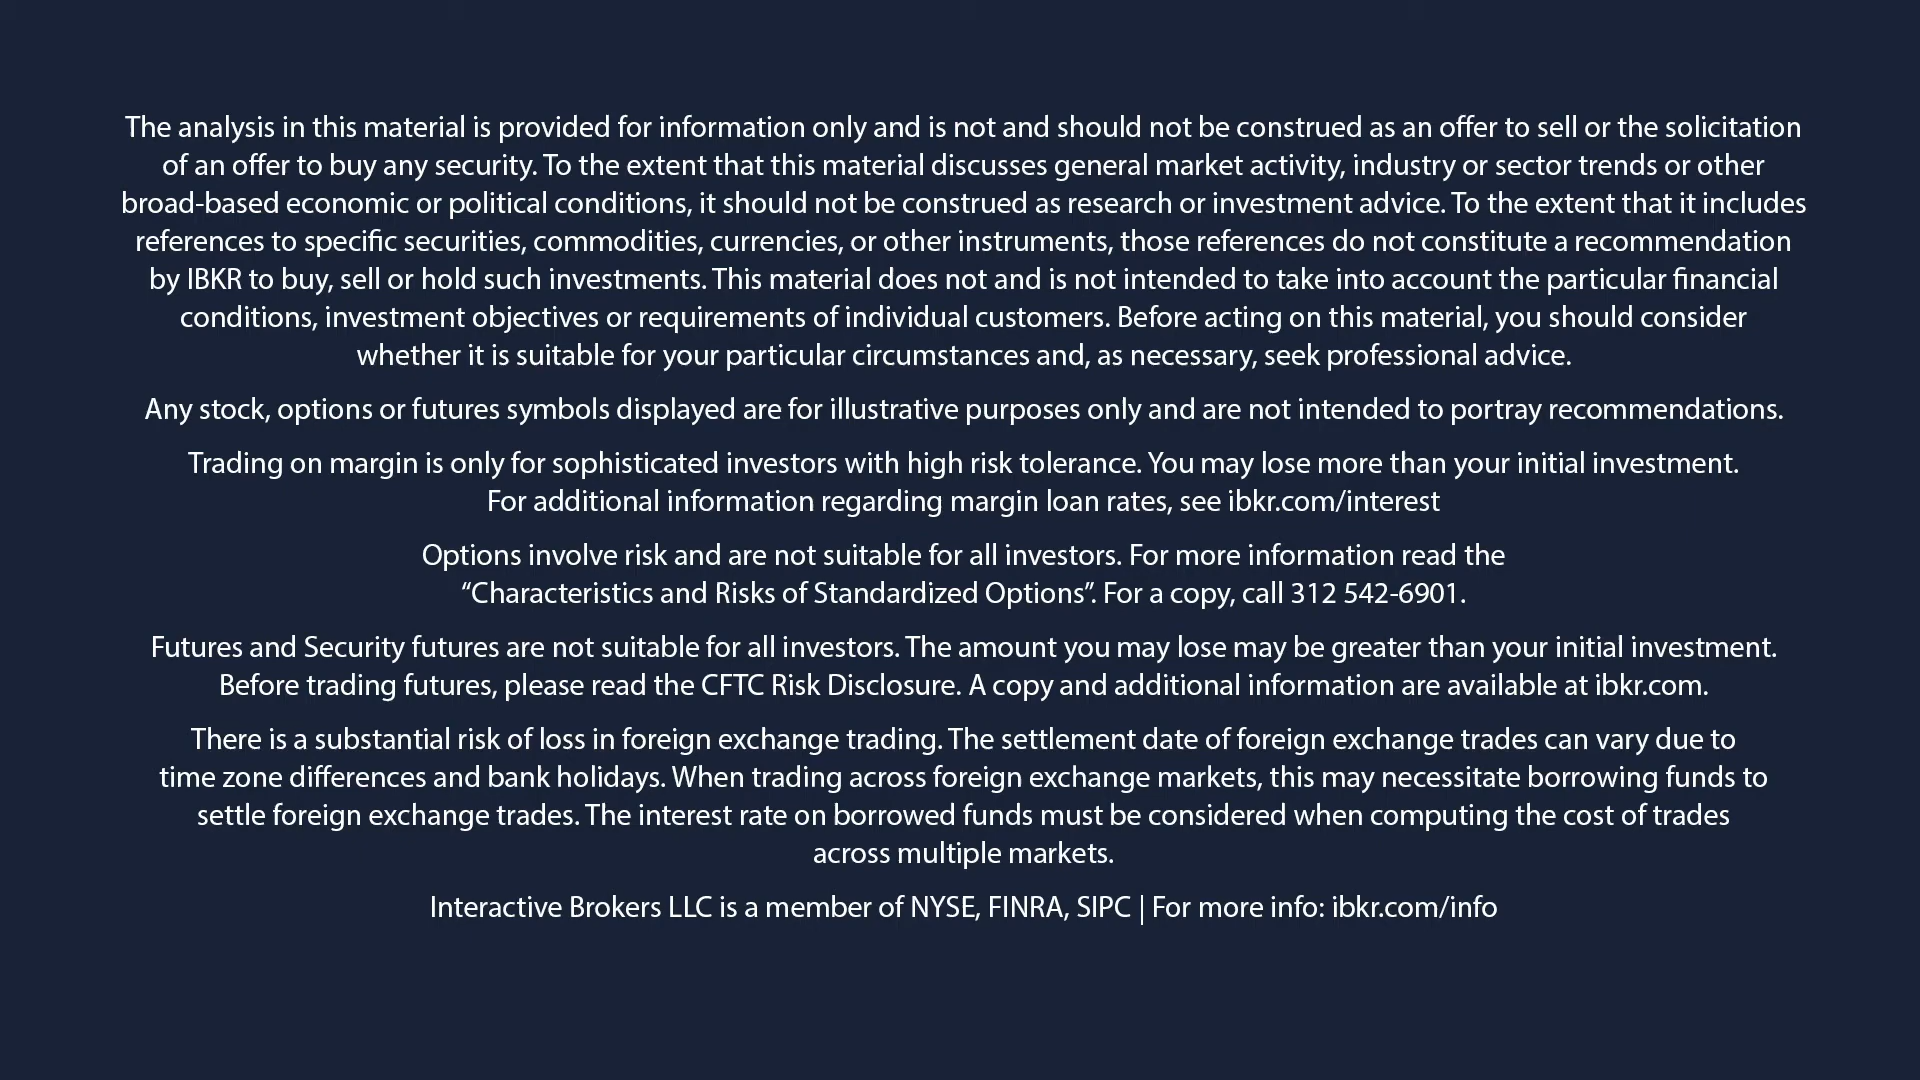 The analysis in this material is provided for information only and is not and should not be construed as an offer to sell or the solicitation
of an offer to buy any security. To the extent that this material discusses general market activity, industry or sector trends or other
broad-based economic or political conditions, it should not be construed as research or investment advice. To the extent that it includes
references to specific securities, commodities, currencies, or other instruments, those references do not constitute a recommendation
by IBKR to buy, sell or hold such investments. This material does not and is not intended to take into account the particular financial
conditions, investment objectives or requirements of individual customers. Before acting on this material, you should consider
whether it is suitable for your particular circumstances and, as necessary, seek professional advice.
Any stock, options or futures symbols displayed are for illustrative purposes only and are not intended to portray recommendations.
Trading on margin is only for sophisticated investors with high risk tolerance. You may lose more than your initial investment.
For additional information regarding margin loan rates, see ibkr.com/interest
Options involve risk and are not suitable for all investors. For more information read the
“Characteristics and Risks of Standardized Options”. For a copy, call 312 542-6901.
Futures and Security futures are not suitable for all investors. The amount you may lose may be greater than your initial investment.
Before trading futures, please read the CFTC Risk Disclosure. A copy and additional information are available at ibkr.com.
There is a substantial risk of loss in foreign exchange trading. The settlement date of foreign exchange trades can vary due to
time zone differences and bank holidays. When trading across foreign exchange markets, this may necessitate borrowing funds to
settle foreign exchange trades. The interest rate on borrowed funds must be considered when computing the cost of trades
across multiple markets.
Interactive Brokers LLC is a member of NYSE, FINRA, SIPC | For more info: ibkr.com/info